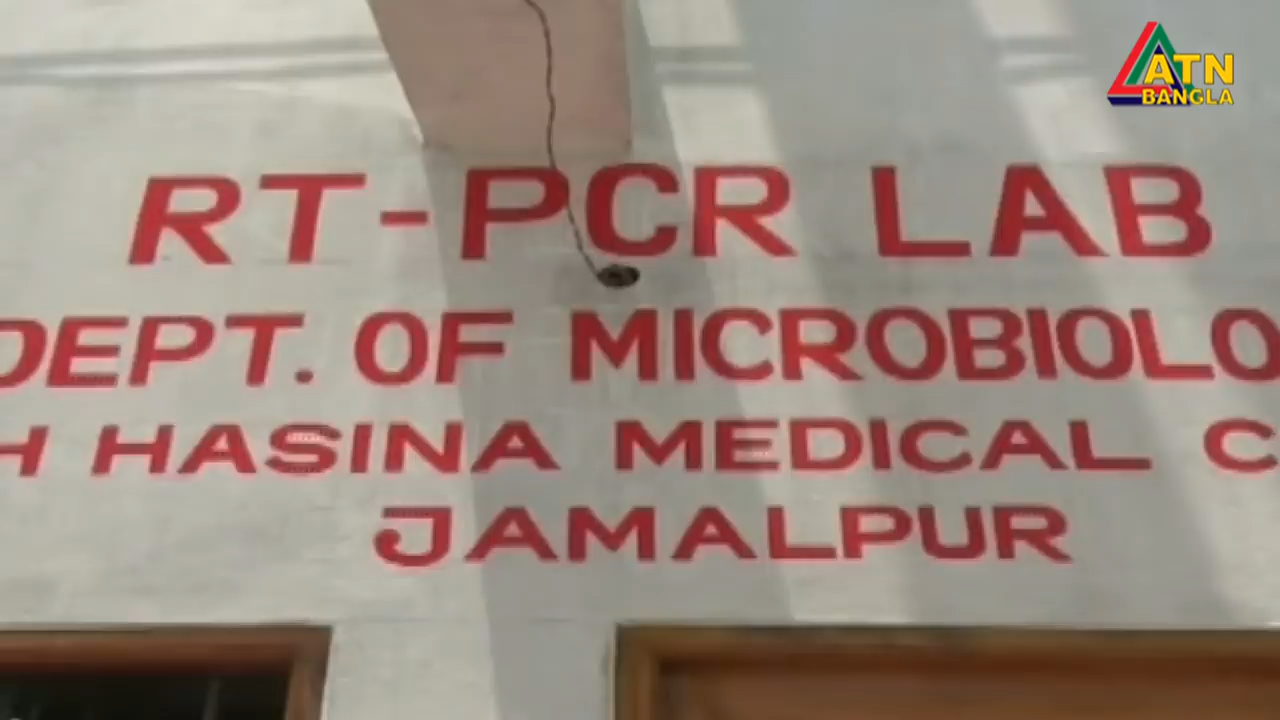 ATN
BANGLA
RT-PCR LAB
DEPT. OF MICROBIOLO
H HASINA MEDICAL C
JAMALPUR